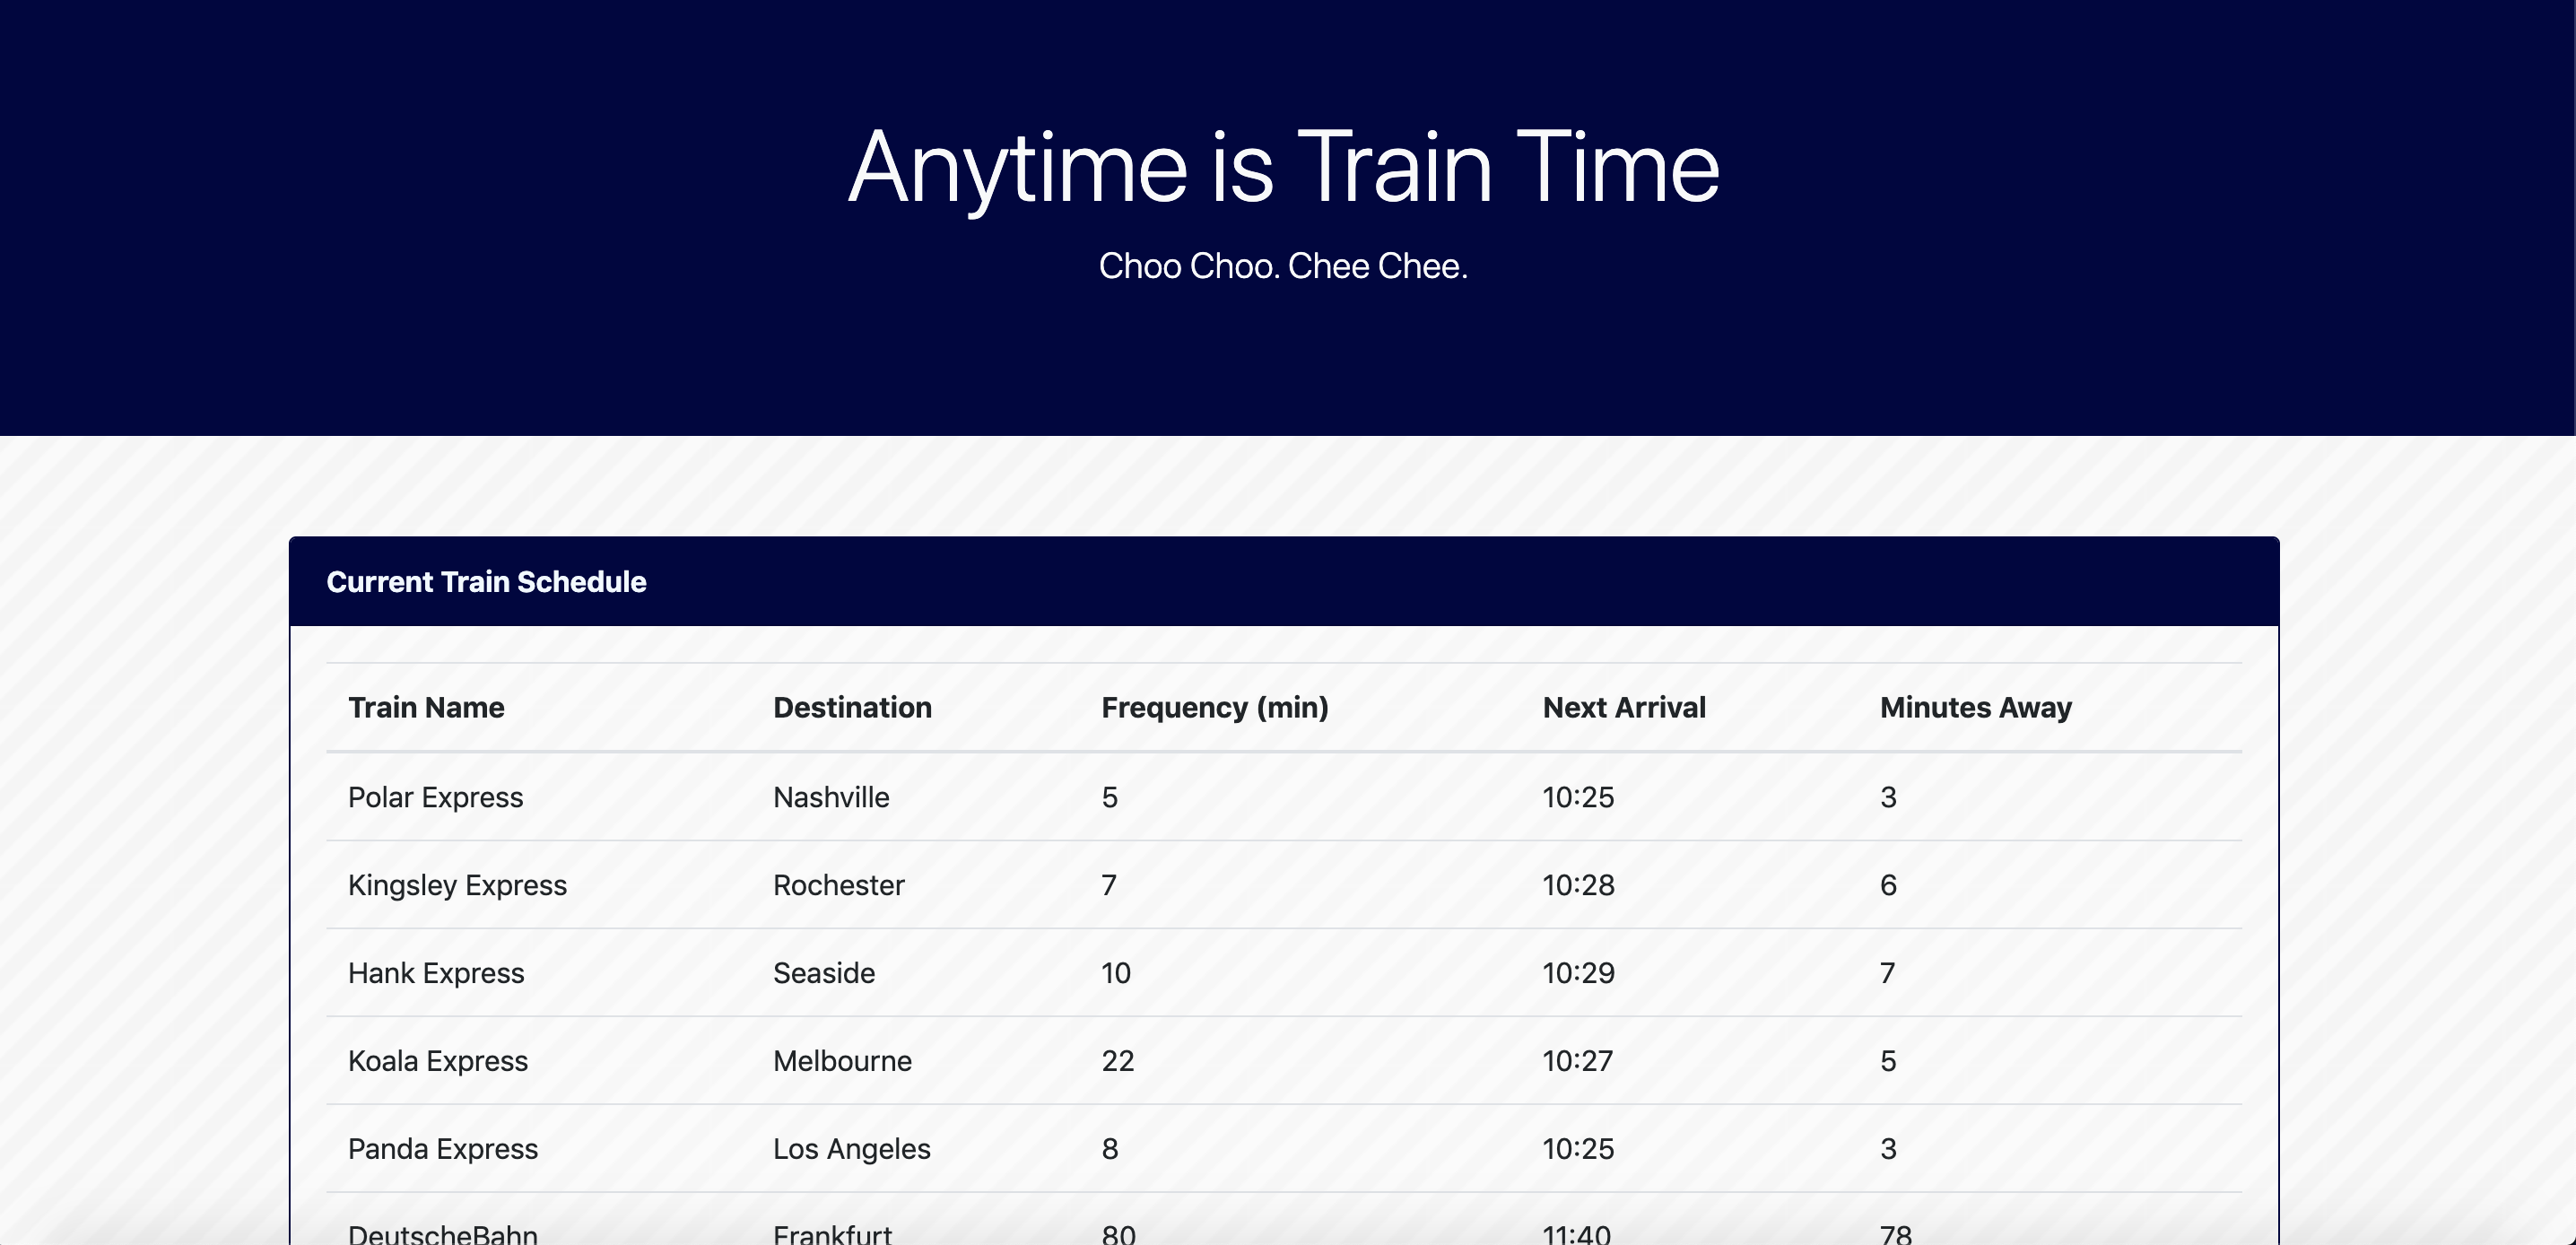 Anytime is Train Time
Choo Choo. Chee Chee.
Current Train Schedule
Train Name Destination Frequency (min) Next Arrival Minutes Away
Polar Express Nashville 5 10:25 3
Kingsley Express Rochester 7 10:28 6
Hank Express Seaside 10 10:29 7
Koala Express Melbourne 22 10:27 5
Panda Express Los Angeles 8 10:25 3
DeutscheBahn Frankfurt 80 11:40 78